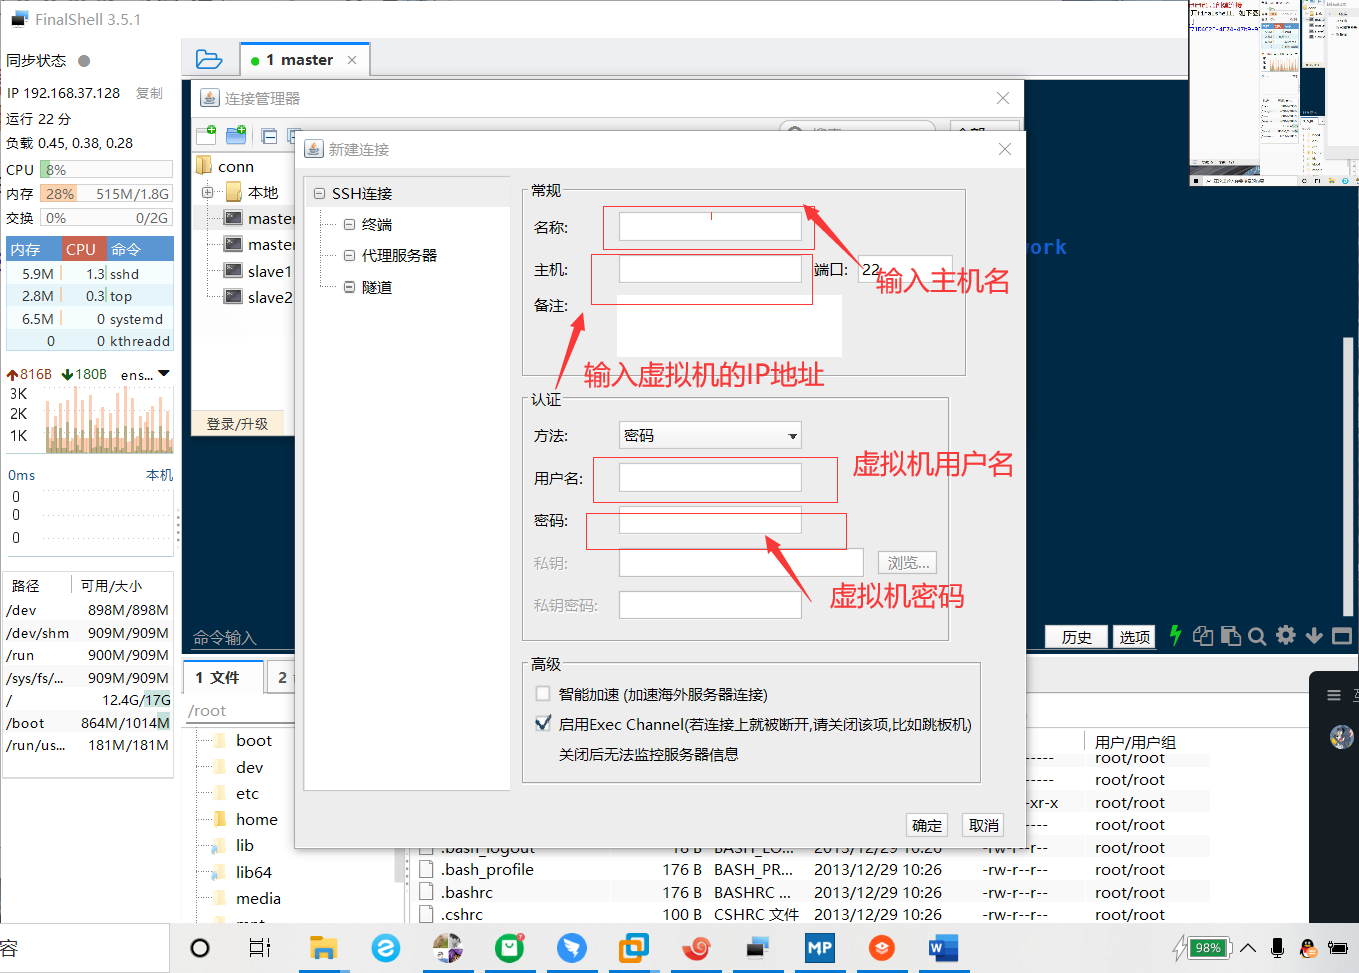 FinalShell 3.5.1
同步状态
IP 192.168.37.128 复制
运行 22 分
负载 0.45, 0.38, 0.28
CPU 8%
内存 28% 515M/1.8G
交换 0% 0/2G
内存 CPU 命令
5.9M 1.3 sshd
2.8M 0.3 top
6.5M 0 systemd
0 0 kthreadd
816B 180B ens...
3K
2K
1K
0ms 本机
0
0
0
路径 可用/大小
/dev 898M/898M
/dev/shm 909M/909M
/run 900M/909M
/sys/fs/... 909M/909M
/ 12.4G/17G
/boot 864M/1014M
/run/us... 181M/181M
1 master
连接管理器
conn
本地
master
master
slave1
slave2
登录/升级
新建连接
SSH连接
终端
代理服务器
隧道
常规
名称:
主机:
端口: 22
备注:
输入主机名
输入虚拟机的IP地址
认证
方法: 密码
用户名:
虚拟机用户名
密码:
私钥:
浏览...
私钥密码:
虚拟机密码
高级
智能加速 (加速海外服务器连接)
启用Exec Channel(若连接上就被断开,请关闭该项,比如跳板机)
关闭后无法监控服务器信息
确定 取消
work
命令输入
历史 选项
1 文件 2
/root
boot
dev
etc
home
lib
lib64
media
用户/用户组
----- root/root
----- root/root
-xr-x root/root
----- root/root
.bash_logout 18 B BASH_LO... 2013/12/29 10:26 -rw-r--r-- root/root
.bash_profile 176 B BASH_PR... 2013/12/29 10:26 -rw-r--r-- root/root
.bashrc 176 B BASHRC ... 2013/12/29 10:26 -rw-r--r-- root/root
.cshrc 100 B CSHRC 文件 2013/12/29 10:26 -rw-r--r-- root/root
容
MP
98%